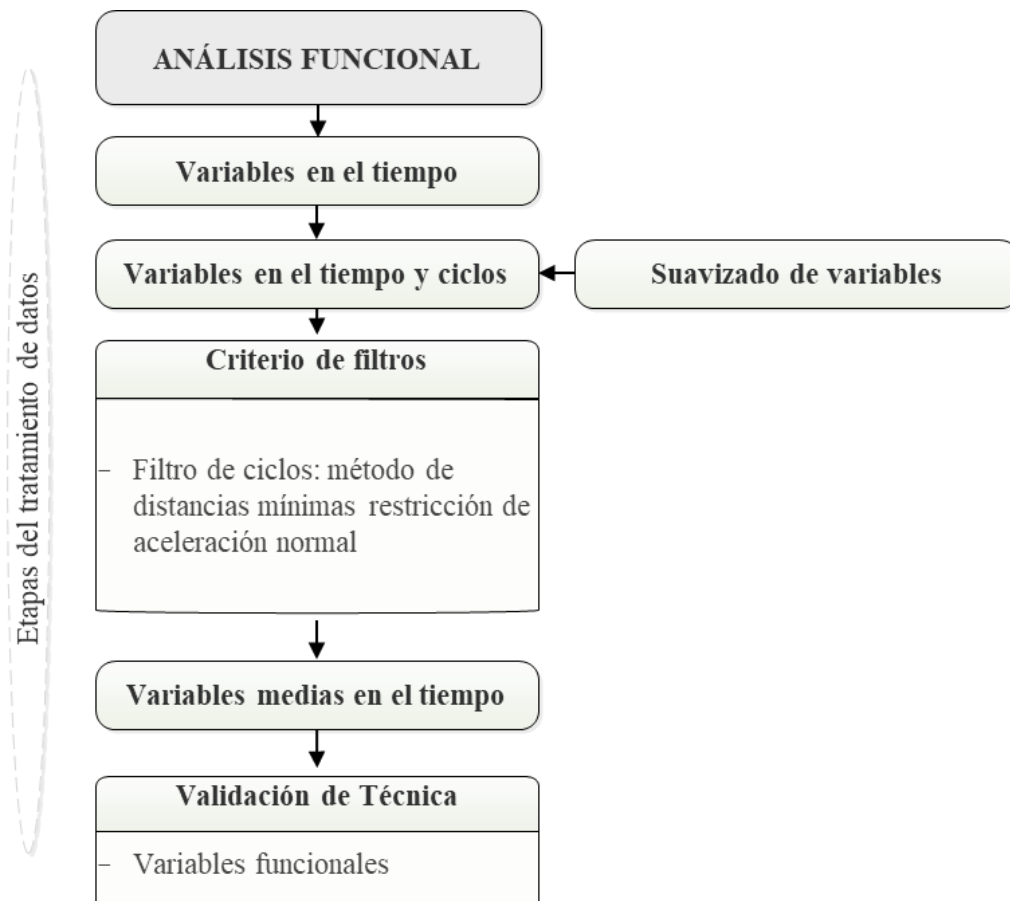 ANÁLISIS FUNCIONAL
Variables en el tiempo
Variables en el tiempo y ciclos
Suavizado de variables
Criterio de filtros
– Filtro de ciclos: método de
distancias mínimas restricción de
aceleración normal
Variables medias en el tiempo
Validación de Técnica
– Variables funcionales
Etapas del tratamiento de datos